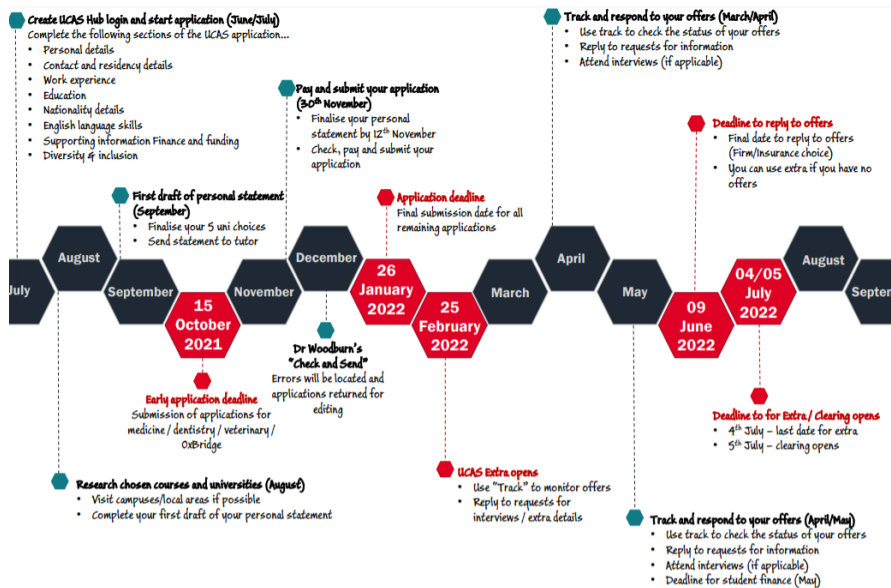 Create UCAS Hub login and start application (June/July)
Complete the following sections of the UCAS application...
• Personal details
• Contact and residency details
• Work experience
• Education
• Nationality details
• English language skills
• Supporting information Finance and funding
• Diversity & inclusion
First draft of personal statement
(September)
• Finalise your 5 uni choices
• Send statement to tutor
Pay and submit your application
(30th November)
• Finalise your personal
statement by 12th November
• Check, pay and submit your
application
Application deadline
Final submission date for all
remaining applications
Track and respond to your offers (March/April)
• Use track to check the status of your offers
• Reply to requests for information
• Attend interviews (if applicable)
Deadline to reply to offers
• Final date to reply to offers
(Firm/Insurance choice)
• You can use extra if you have no
offers
July
August
September
15
October
2021
November
December
26
January
2022
25
February
2022
March
April
May
09
June
2022
04/05
July
2022
August
Septem
Early application deadline
Submission of applications for
medicine / dentistry / veterinary /
OxBridge
Dr Woodburn's
"Check and Send"
Errors will be located and
applications returned for
editing
Research chosen courses and universities (August)
• Visit campuses/local areas if possible
• Complete your first draft of your personal statement
UCAS Extra opens
• Use "Track" to monitor offers
• Reply to requests for
interviews / extra details
Deadline to for Extra / Clearing opens
• 4th July – last date for extra
• 5th July – clearing opens
Track and respond to your offers (April/May)
• Use track to check the status of your offers
• Reply to requests for information
• Attend interviews (if applicable)
• Deadline for student finance (May)